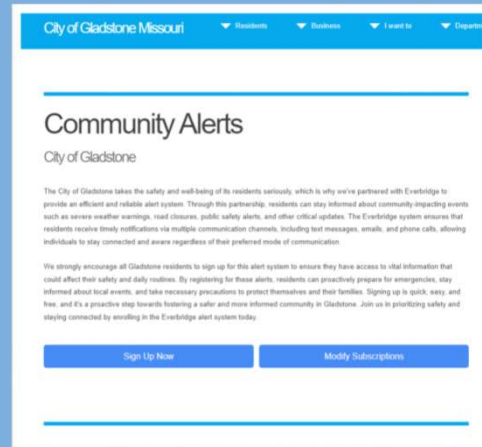 City of Gladstone Missouri
Residents
Business
I want to
Departm
Community Alerts
City of Gladstone
The City of Gladstone takes the safety and well-being of its residents seriously, which is why we've partnered with Everbridge to
provide an efficient and reliable alert system. Through this partnership, residents can stay informed about community-impacting events
such as severe weather warnings, road closures, public safety alerts, and other critical updates. The Everbridge system ensures that
residents receive timely notifications via multiple communication channels, including text messages, emails, and phone calls, allowing
individuals to stay connected and aware regardless of their preferred mode of communication.
We strongly encourage all Gladstone residents to sign up for this alert system to ensure they have access to vital information that
could affect their safety and daily routines. By registering for these alerts, residents can proactively prepare for emergencies, stay
informed about local events, and take necessary precautions to protect themselves and their families. Signing up is quick, easy, and
free, and it's a proactive step towards fostering a safer and more informed community in Gladstone. Join us in prioritizing safety and
staying connected by enrolling in the Everbridge alert system today.
Sign Up Now
Modify Subscriptions